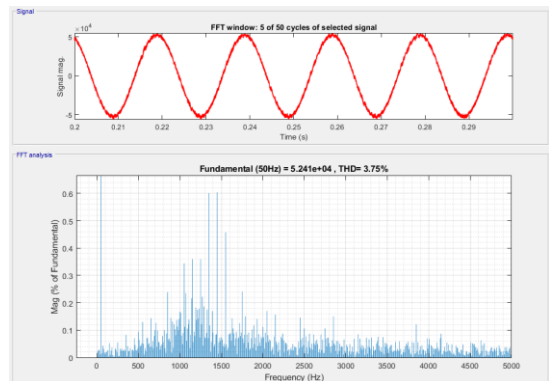 Signal
FFT window: 5 of 50 cycles of selected signal
× 10⁴
5
0
-5
Signal mag.
0.2 0.21 0.22 0.23 0.24 0.25 0.26 0.27 0.28 0.29
Time (s)
FFT analysis
Fundamental (50Hz) = 5.241e+04 , THD= 3.75%
0.6
0.5
0.4
0.3
0.2
0.1
0
Mag (% of Fundamental)
0 500 1000 1500 2000 2500 3000 3500 4000 4500 5000
Frequency (Hz)